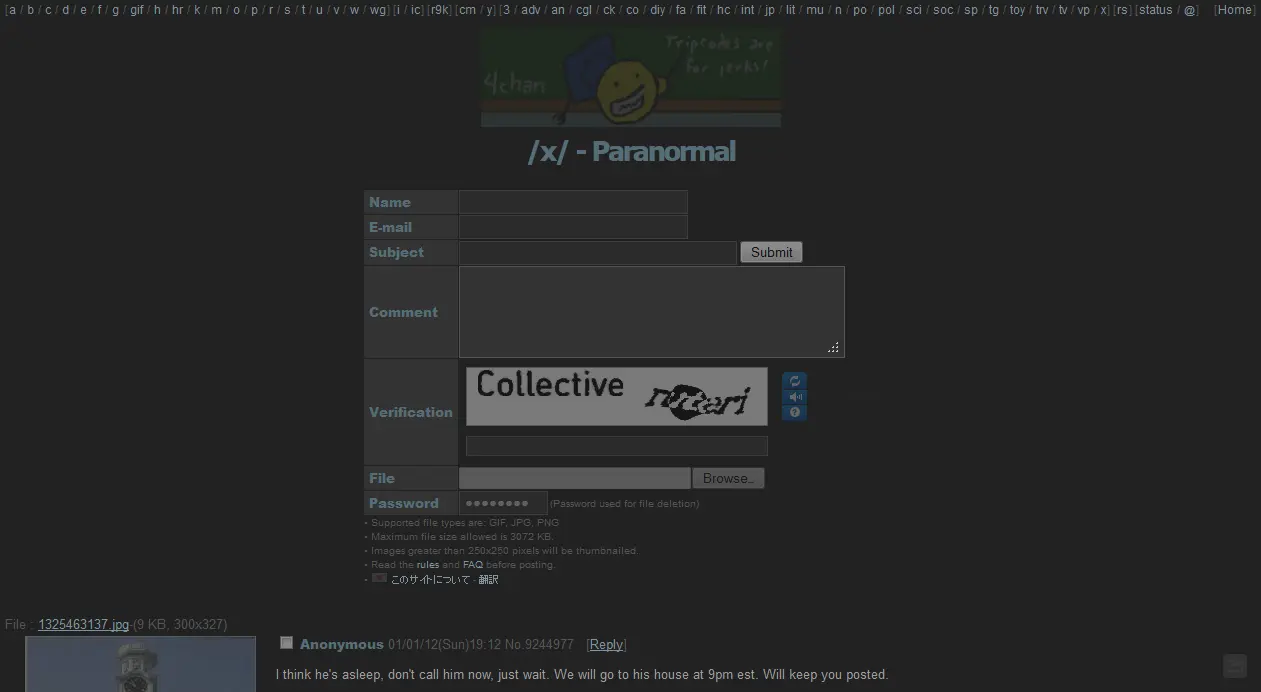 [a / b / c / d / e / f / g / gif / h / hr / k / m / o / p / r / s / t / u / v / w / wg] [i / ic] [r9k] [cm / y] [3 / adv / an / cgl / ck / co / diy / fa / fit / hc / int / jp / lit / mu / n / po / pol / sci / soc / sp / tg / toy / trv / tv / vp / x] [rs] [status / @] [Home]
Tripcodes are
for jerks!
4chan
/x/ - Paranormal
Name
E-mail
Subject Submit
Comment
Collective
Verification
File Browse..
Password ●●●●●●●● (Password used for file deletion)
• Supported file types are: GIF, JPG, PNG
• Maximum file size allowed is 3072 KB.
• Images greater than 250x250 pixels will be thumbnailed.
• Read the rules and FAQ before posting.
• このサイトについて - 翻訳
File : 1325463137.jpg-(9 KB, 300x327)
Anonymous 01/01/12(Sun)19:12 No.9244977 [Reply]
I think he's asleep, don't call him now, just wait. We will go to his house at 9pm est. Will keep you posted.